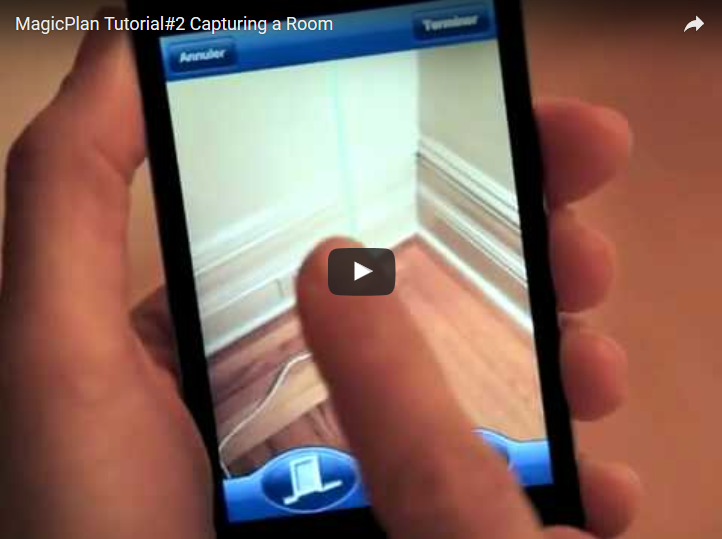 MagicPlan Tutorial#2 Capturing a Room
Annuler
Terminer